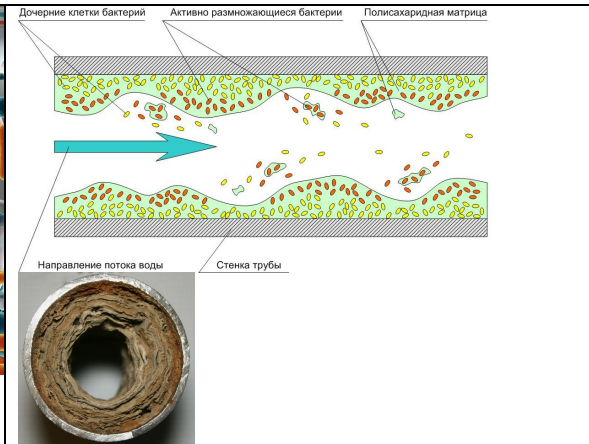 Дочерние клетки бактерий
Активно размножающиеся бактерии
Полисахаридная матрица
Направление потока воды
Стенка трубы